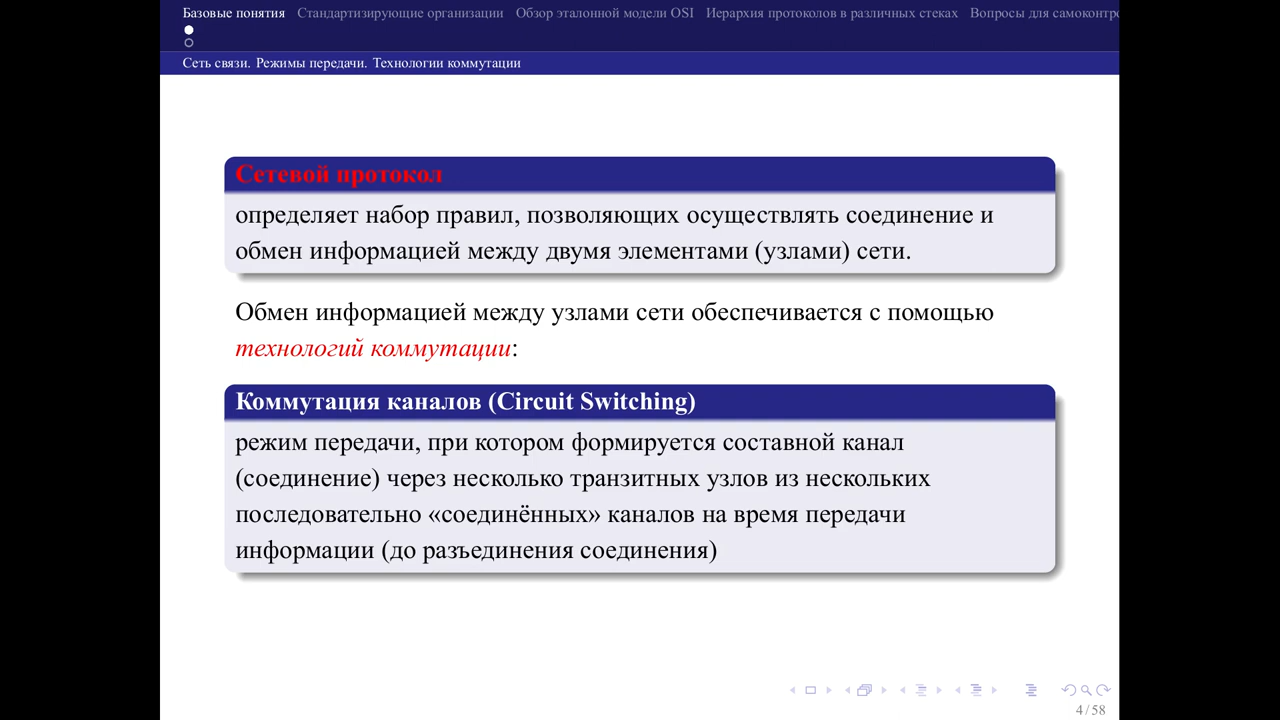 Базовые понятия Стандартизирующие организации Обзор эталонной модели OSI Иерархия протоколов в различных стеках Вопросы для самоконтро
Сеть связи. Режимы передачи. Технологии коммутации
Сетевой протокол
определяет набор правил, позволяющих осуществлять соединение и
обмен информацией между двумя элементами (узлами) сети.
Обмен информацией между узлами сети обеспечивается с помощью
технологий коммутации:
Коммутация каналов (Circuit Switching)
режим передачи, при котором формируется составной канал
(соединение) через несколько транзитных узлов из нескольких
последовательно «соединённых» каналов на время передачи
информации (до разъединения соединения)
4/58